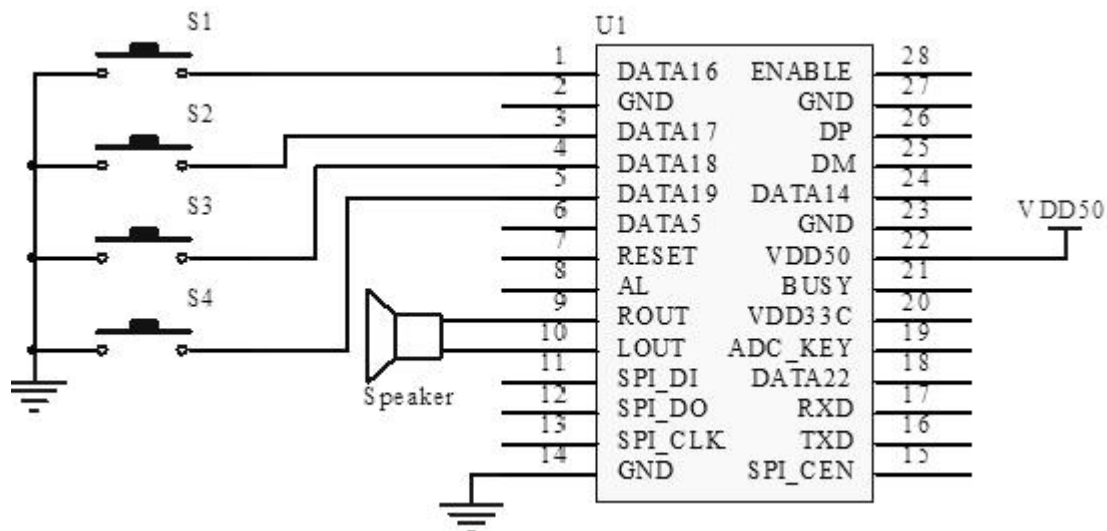 S1
S2
S3
S4
Speaker
U1
1 DATA16 ENABLE 28
2 GND GND 27
3 DATA17 DP 26
4 DATA18 DM 25
5 DATA19 DATA14 24
6 DATA5 GND 23
7 RESET VDD50 22
8 AL BUSY 21
9 ROUT VDD33C 20
10 LOUT ADC_KEY 19
11 SPI_DI DATA22 18
12 SPI_DO RXD 17
13 SPI_CLK TXD 16
14 GND SPI_CEN 15
VDD50